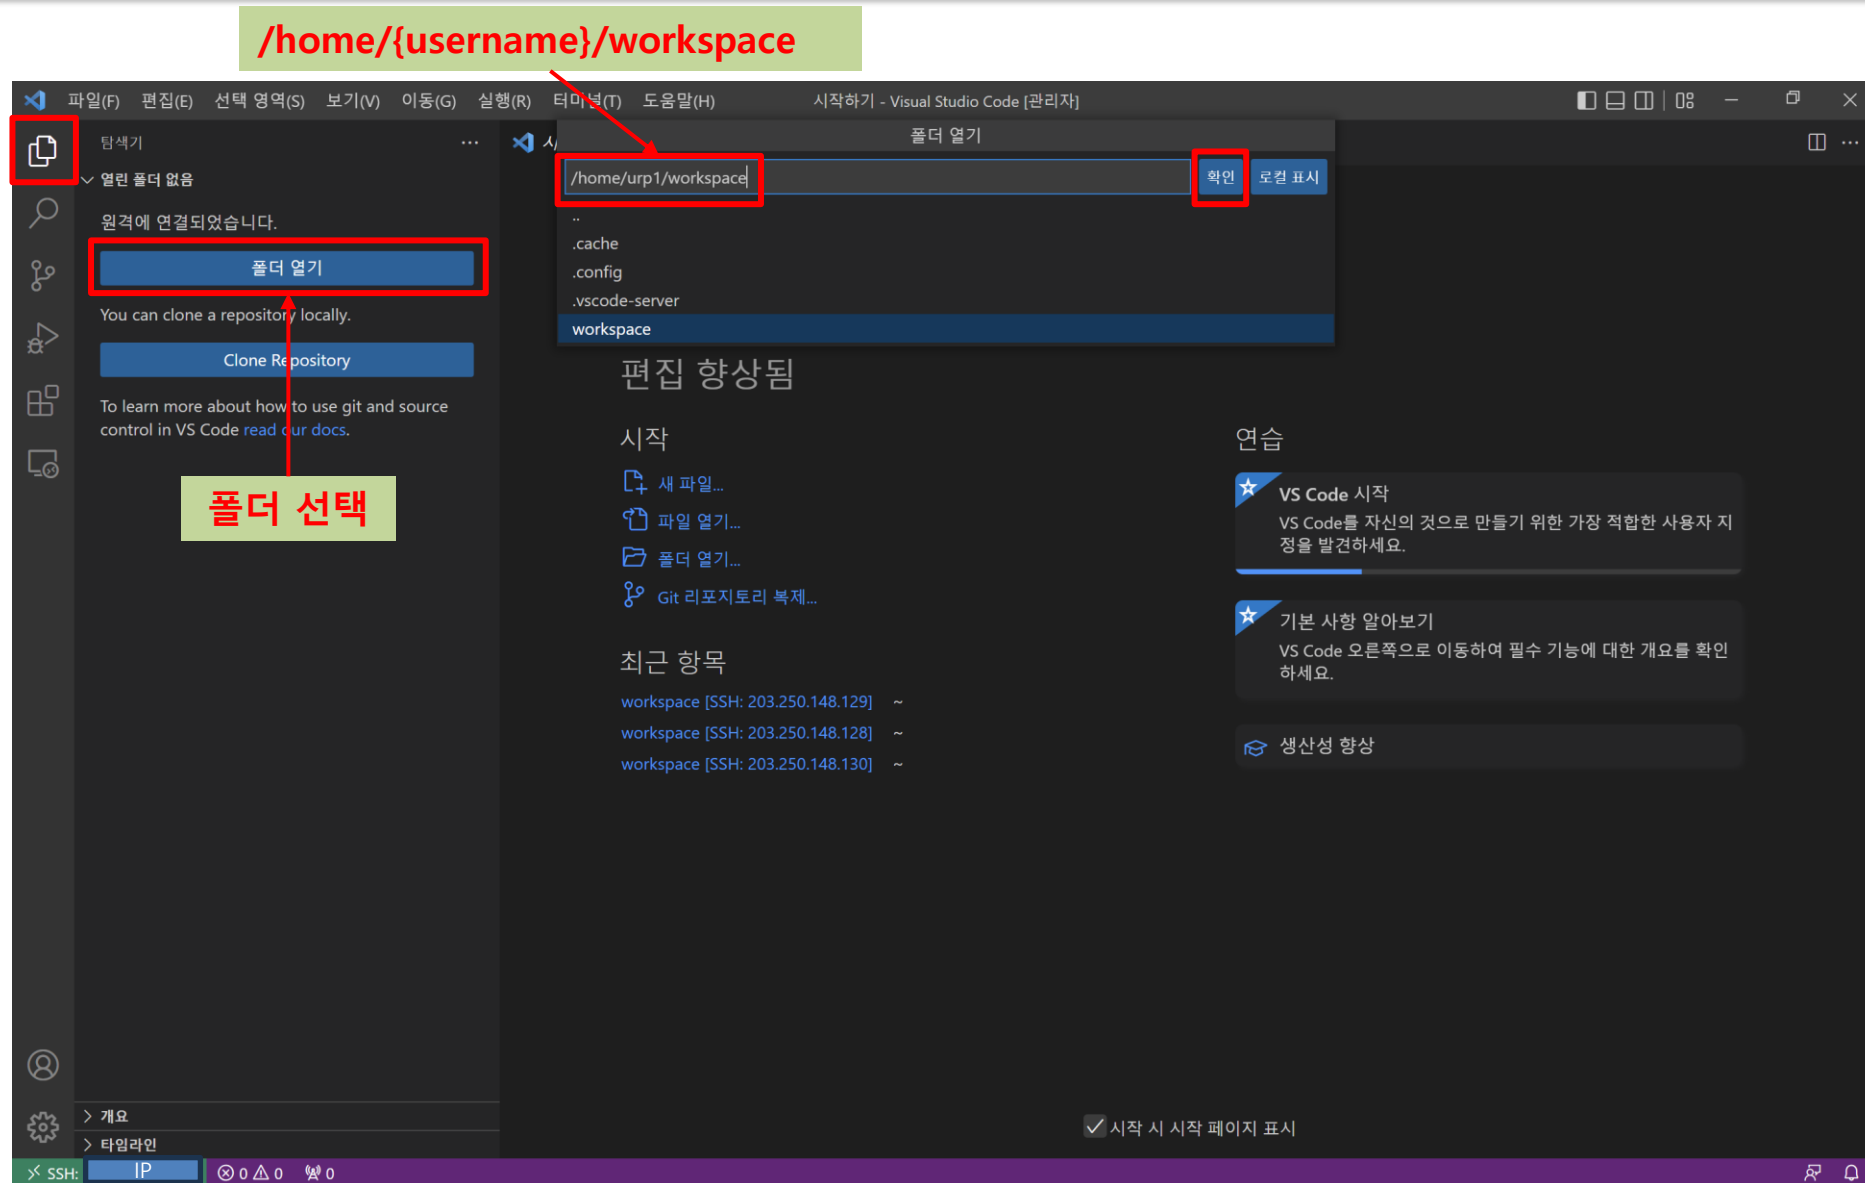 /home/{username}/workspace
파일(F) 편집(E) 선택 영역(S) 보기(V) 이동(G) 실행(R) 터미널(T) 도움말(H) 시작하기 - Visual Studio Code [관리자]
탐색기
폴더 열기
열린 폴더 없음
/home/urp1/workspace 확인 로컬 표시
원격에 연결되었습니다.
폴더 열기
..
.cache
.config
.vscode-server
workspace
You can clone a repository locally.
Clone Repository
To learn more about how to use git and source
control in VS Code read our docs.
폴더 선택
편집 향상됨
시작
새 파일...
파일 열기...
폴더 열기...
Git 리포지토리 복제...
최근 항목
workspace [SSH: 203.250.148.129] ~
workspace [SSH: 203.250.148.128] ~
workspace [SSH: 203.250.148.130] ~
연습
VS Code 시작
VS Code를 자신의 것으로 만들기 위한 가장 적합한 사용자 지
정을 발견하세요.
기본 사항 알아보기
VS Code 오른쪽으로 이동하여 필수 기능에 대한 개요를 확인
하세요.
생산성 향상
시작 시 시작 페이지 표시
개요
타임라인
SSH: IP 0 0 0